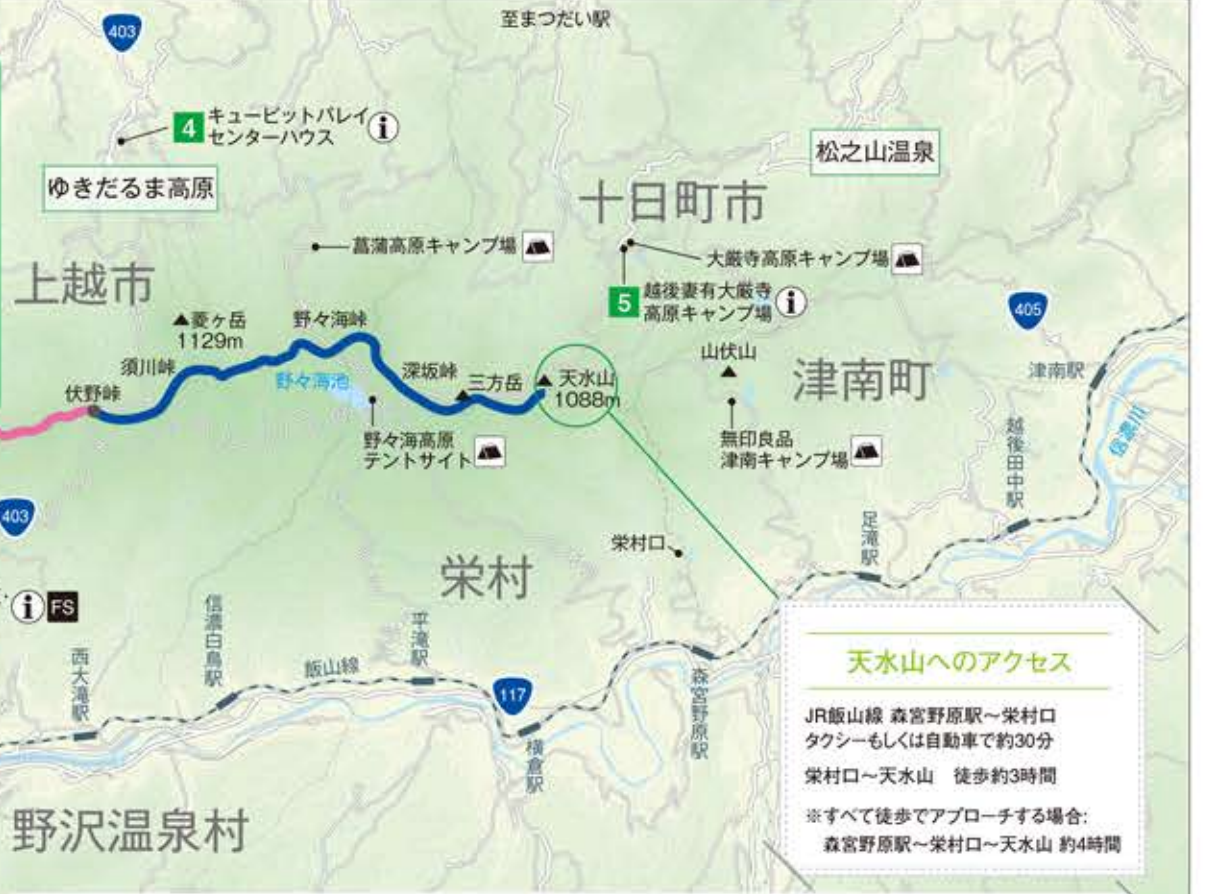 403
至まつだい駅
4
キューピットバレイ
センターハウス
i
ゆきだるま高原
松之山温泉
十日町市
菖蒲高原キャンプ場
大厳寺高原キャンプ場
上越市
5
越後妻有大厳寺
高原キャンプ場
i
405
菱ヶ岳
1129m
野々海峠
須川峠
野々海池
深坂峠
三方岳
天水山
1088m
山伏山
津南町
津南駅
伏野峠
野々海高原
テントサイト
無印良品
津南キャンプ場
越後田中駅
信濃川
403
栄村口
足滝駅
栄村
i
FS
西大滝駅
信濃白鳥駅
飯山線
平滝駅
117
横倉駅
森宮野原駅
野沢温泉村
天水山へのアクセス
JR飯山線 森宮野原駅～栄村口
タクシーもしくは自動車で約30分
栄村口～天水山 徒歩約3時間
※すべて徒歩でアプローチする場合:
森宮野原駅～栄村口～天水山 約4時間